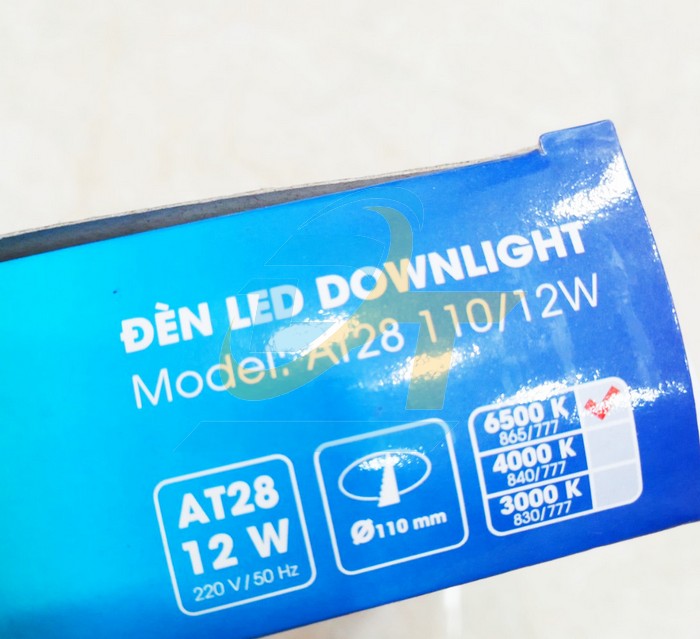 ĐÈN LED DOWNLIGHT
Model: AT28 110/12W
AT28
12 W
220 V/50 Hz
Ø110 mm
6500 K
865/777
4000 K
840/777
3000 K
830/777